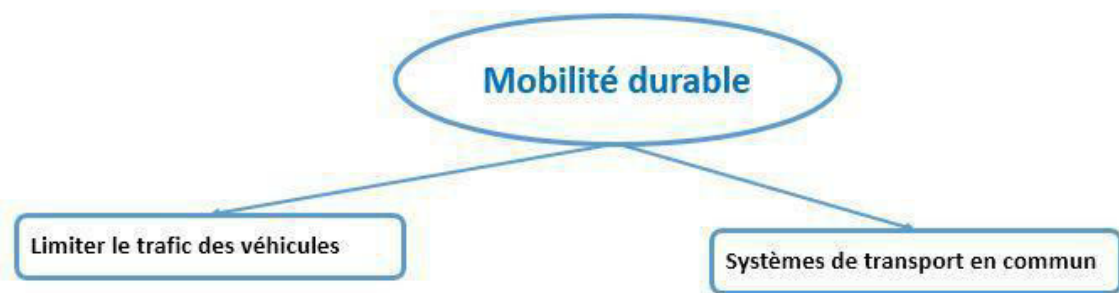 Mobilité durable
Limiter le trafic des véhicules
Systèmes de transport en commun